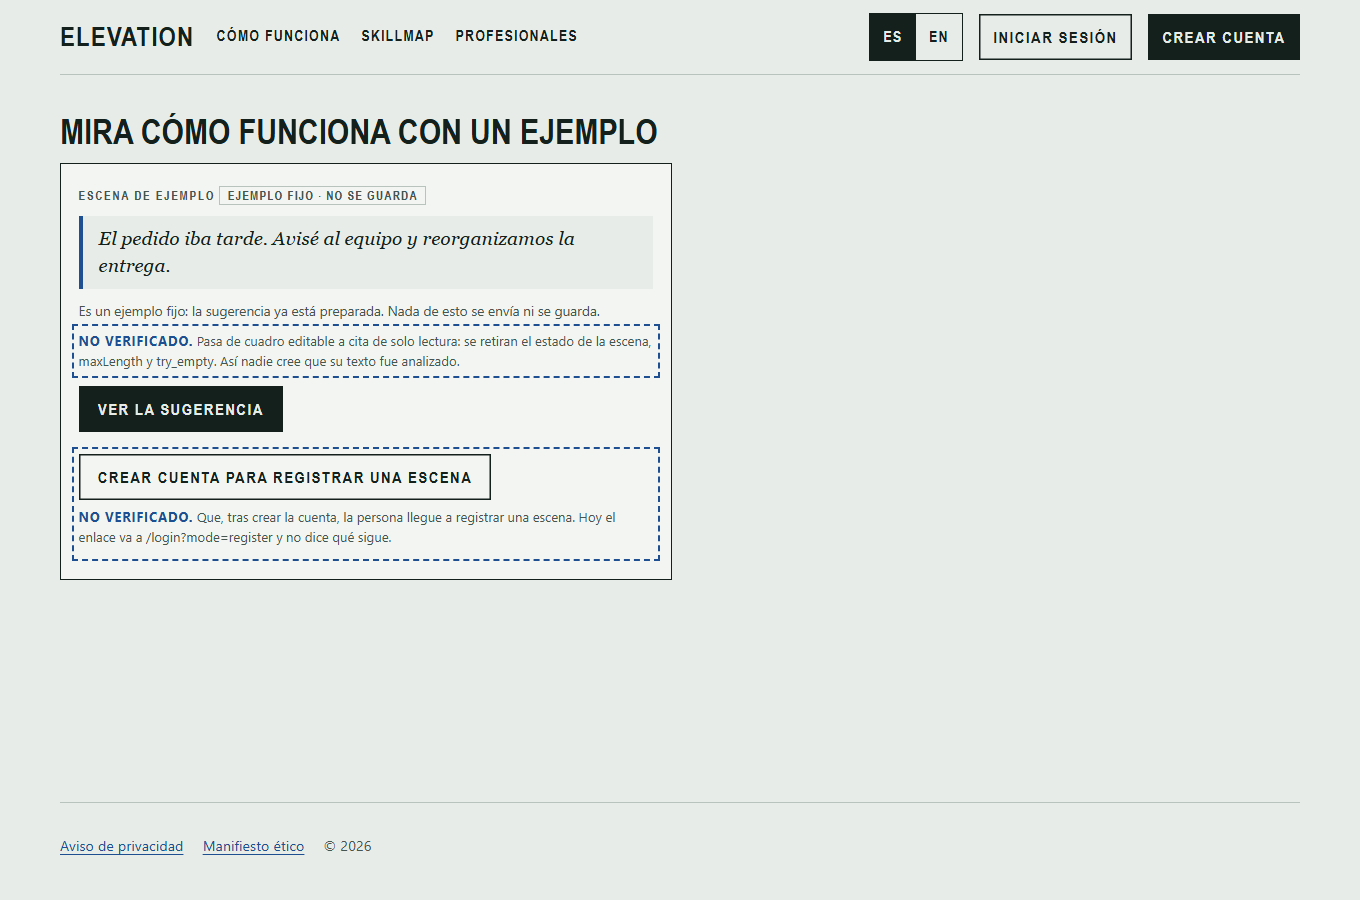 ELEVATION CÓMO FUNCIONA SKILLMAP PROFESIONALES ES EN INICIAR SESIÓN CREAR CUENTA
MIRA CÓMO FUNCIONA CON UN EJEMPLO
ESCENA DE EJEMPLO EJEMPLO FIJO · NO SE GUARDA
El pedido iba tarde. Avisé al equipo y reorganizamos la
entrega.
Es un ejemplo fijo: la sugerencia ya está preparada. Nada de esto se envía ni se guarda.
NO VERIFICADO. Pasa de cuadro editable a cita de solo lectura: se retiran el estado de la escena,
maxLength y try_empty. Así nadie cree que su texto fue analizado.
VER LA SUGERENCIA
CREAR CUENTA PARA REGISTRAR UNA ESCENA
NO VERIFICADO. Que, tras crear la cuenta, la persona llegue a registrar una escena. Hoy el
enlace va a /login?mode=register y no dice qué sigue.
Aviso de privacidad Manifiesto ético © 2026